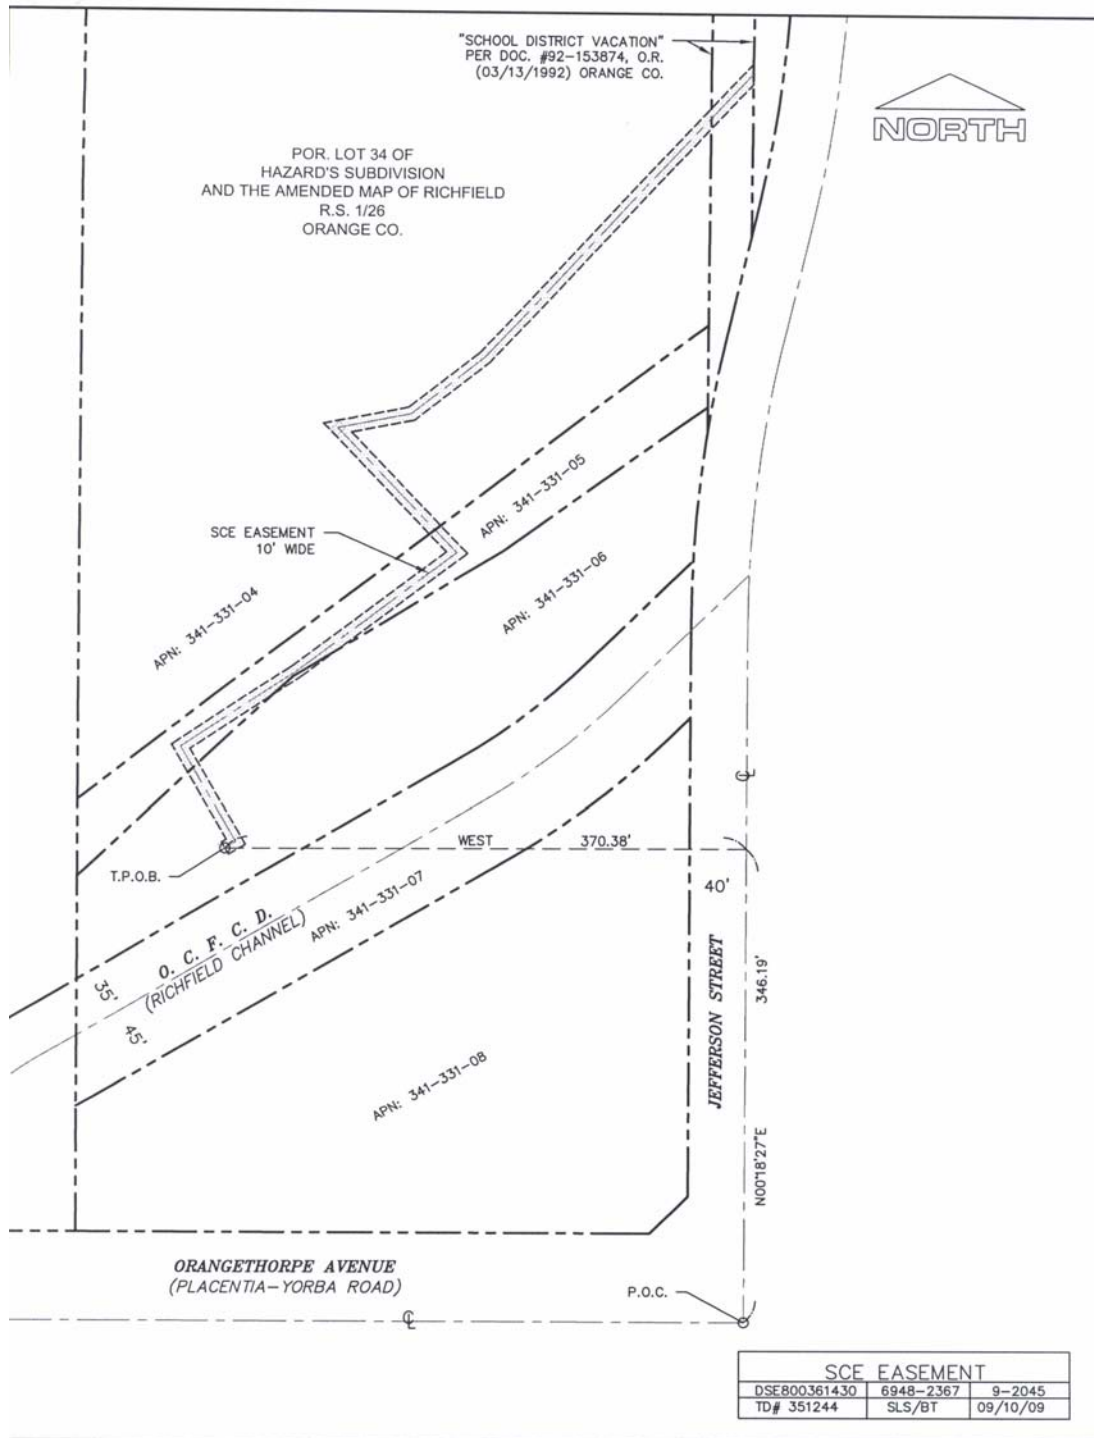 "SCHOOL DISTRICT VACATION"
PER DOC. #92-153874, O.R.
(03/13/1992) ORANGE CO.
NORTH
POR. LOT 34 OF
HAZARD'S SUBDIVISION
AND THE AMENDED MAP OF RICHFIELD
R.S. 1/26
ORANGE CO.
APN: 341-331-05
SCE EASEMENT
10' WIDE
APN: 341-331-06
APN: 341-331-04
℄
WEST
370.38'
T.P.O.B.
40'
APN: 341-331-07
O. C. F. C. D.
(RICHFIELD CHANNEL)
35'
45'
JEFFERSON STREET
346.19'
N00°18'27"E
APN: 341-331-08
ORANGETHORPE AVENUE
(PLACENTIA-YORBA ROAD)
P.O.C.
℄
SCE EASEMENT
DSE800361430 6948-2367 9-2045
TD# 351244 SLS/BT 09/10/09